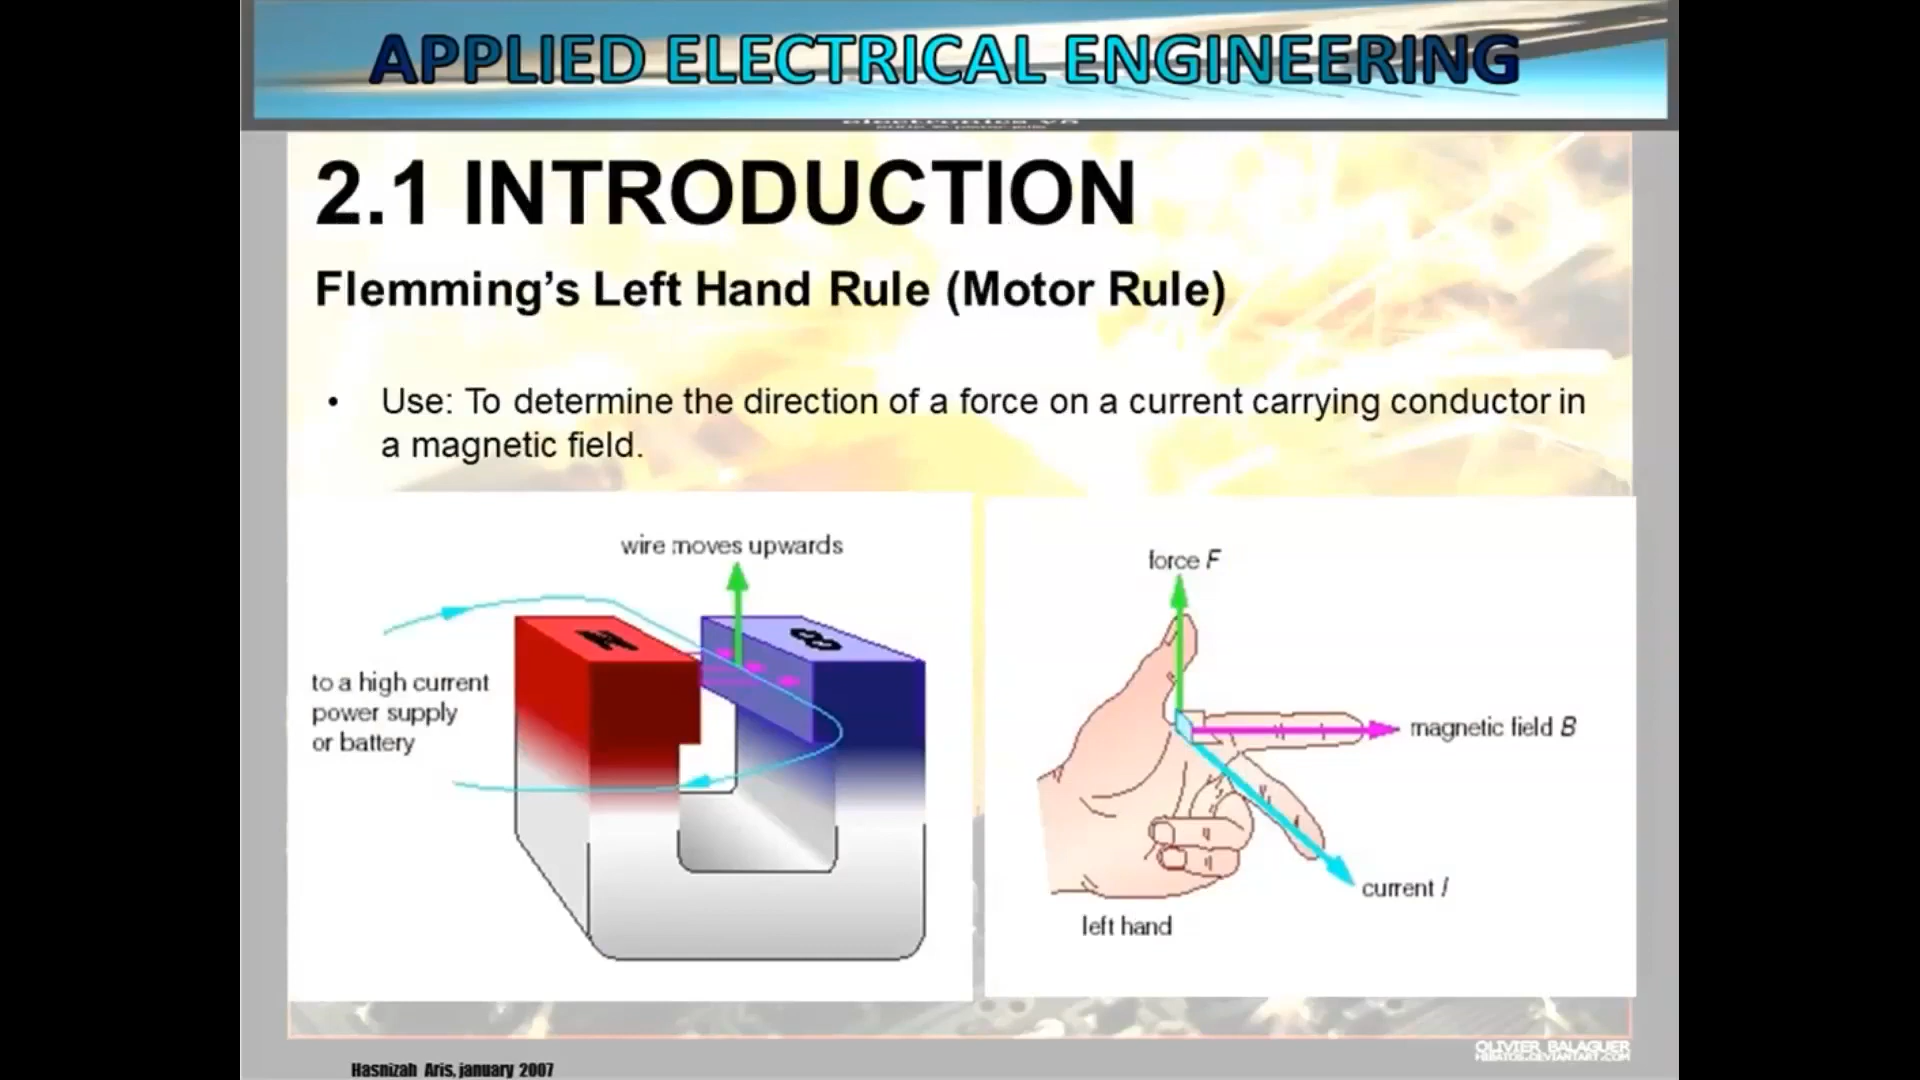 APPLIED ELECTRICAL ENGINEERING
2.1 INTRODUCTION
Flemming's Left Hand Rule (Motor Rule)
• Use: To determine the direction of a force on a current carrying conductor in
a magnetic field.
wire moves upwards
to a high current
power supply
or battery
force F
magnetic field B
current I
left hand
OLIVIER BALAGUER
Hasnizah Aris, january 2007